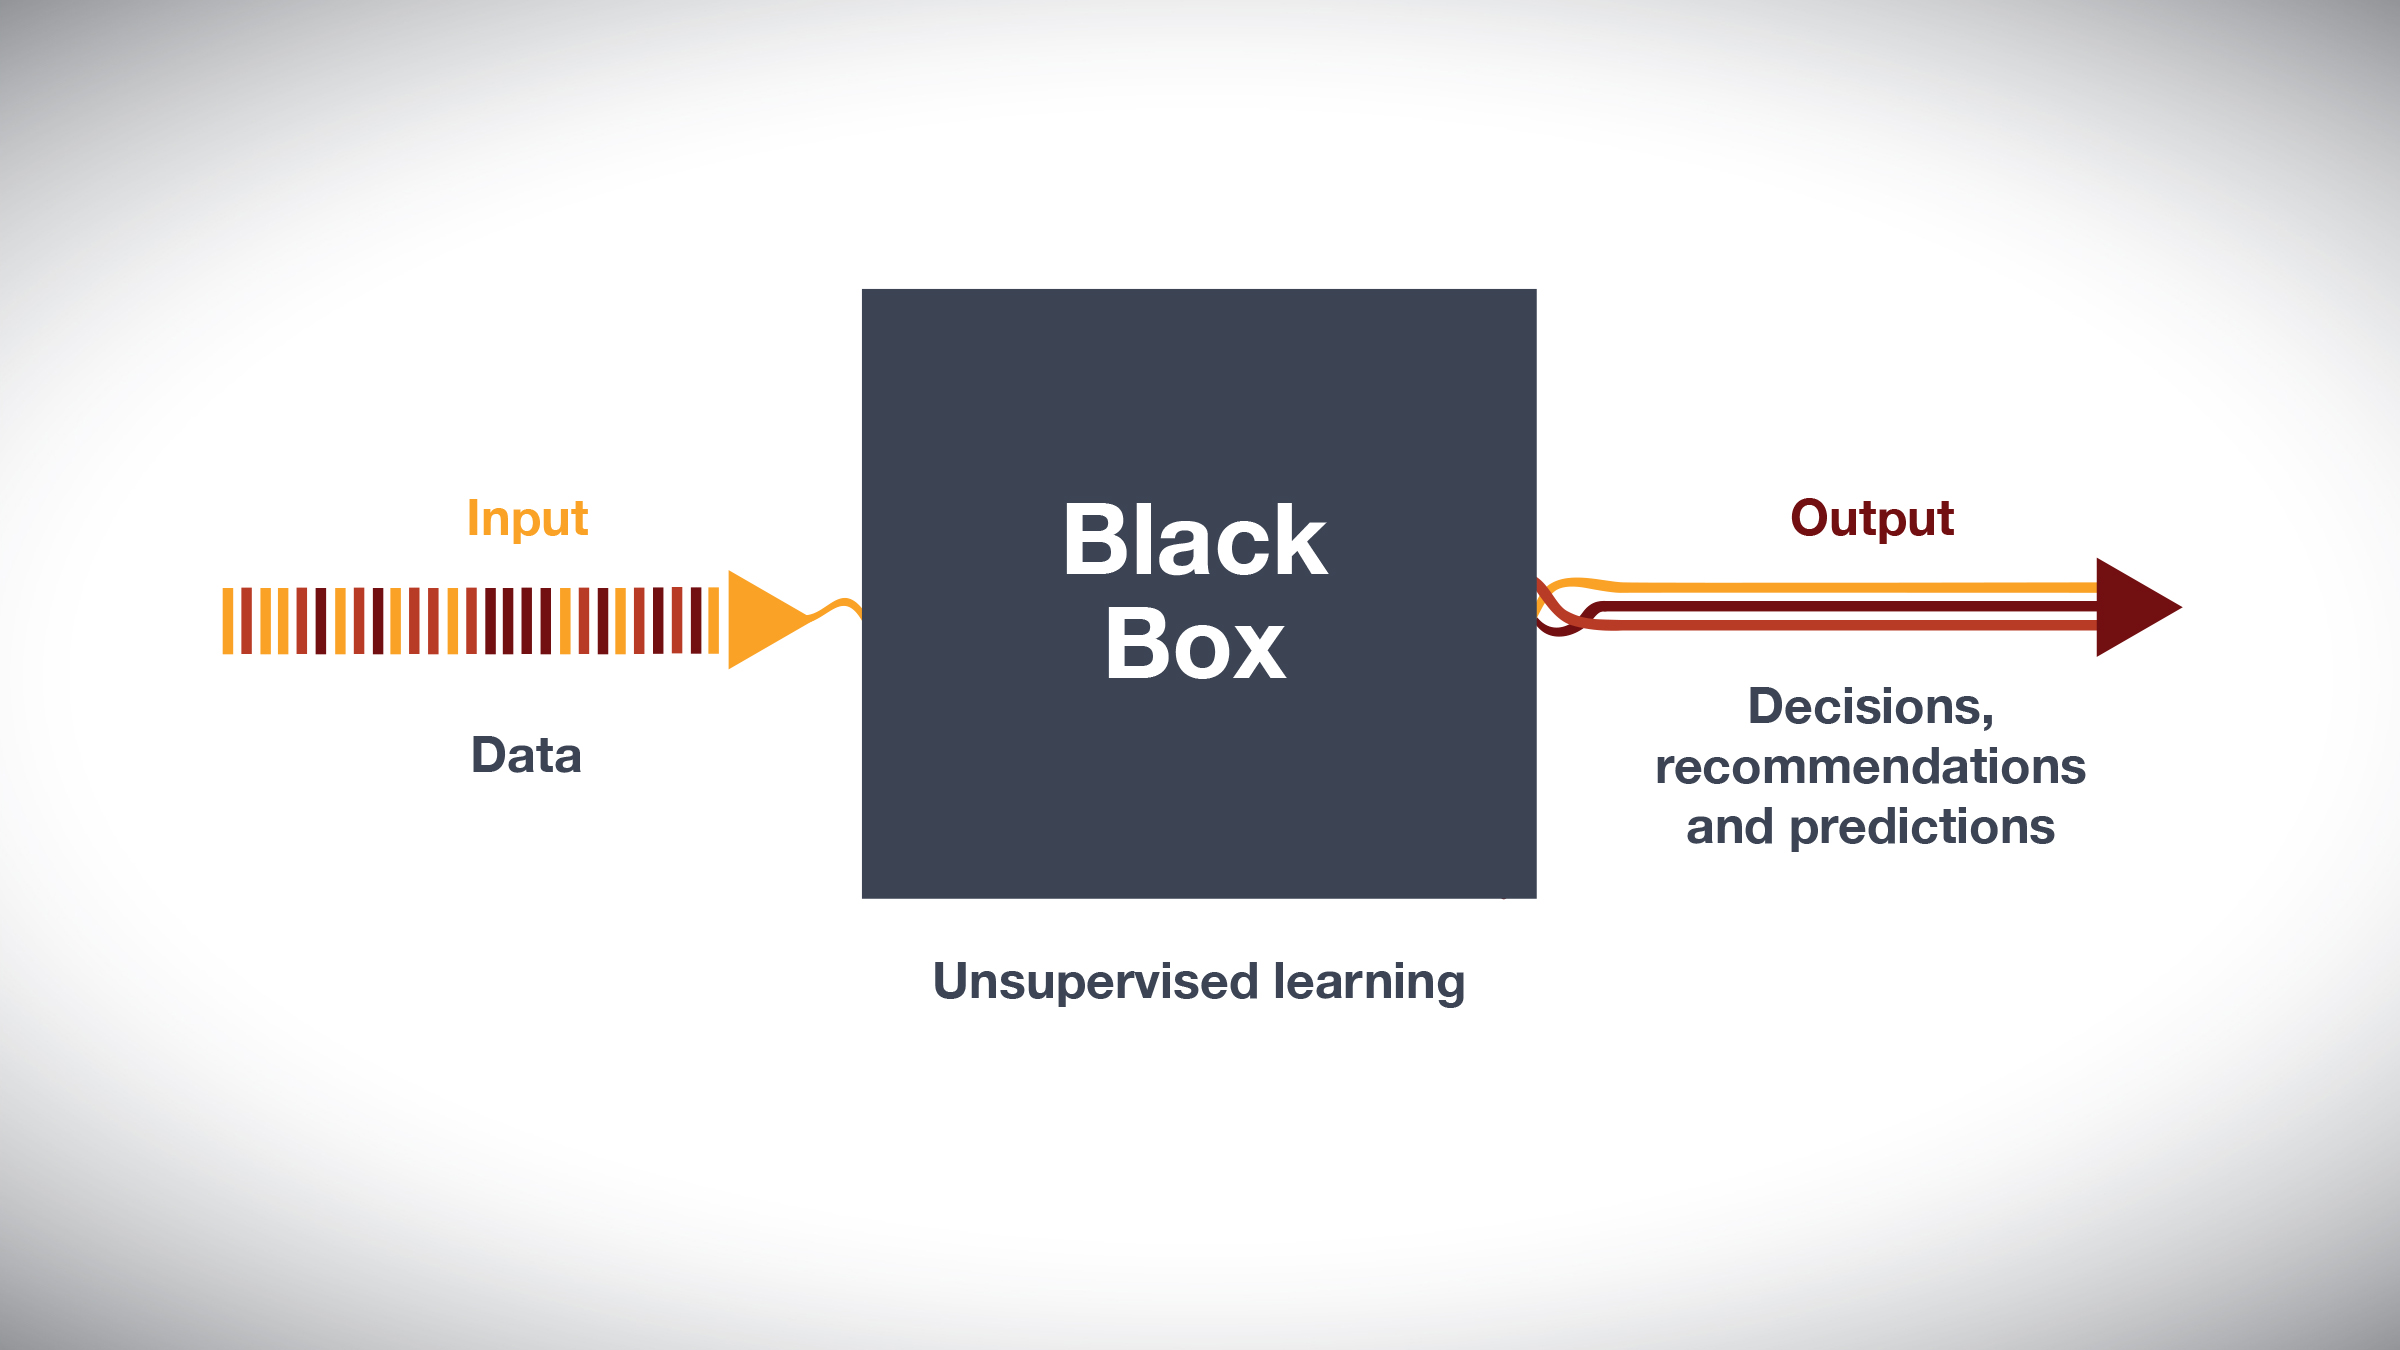 Input
Data
Black
Box
Unsupervised learning
Output
Decisions,
recommendations
and predictions